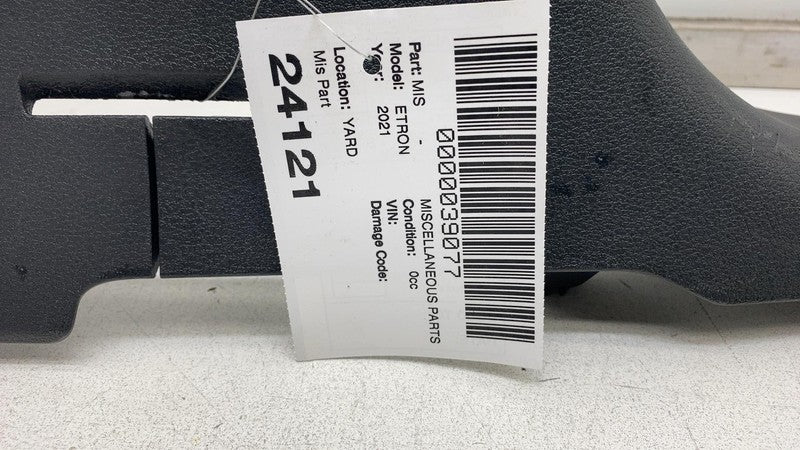 0000039077
Part: MIS - MISCELLANEOUS PARTS
Model: ETRON Condition: 0cc
Year: 2021 VIN:
Damage Code:
Location: YARD
Mis Part
24121